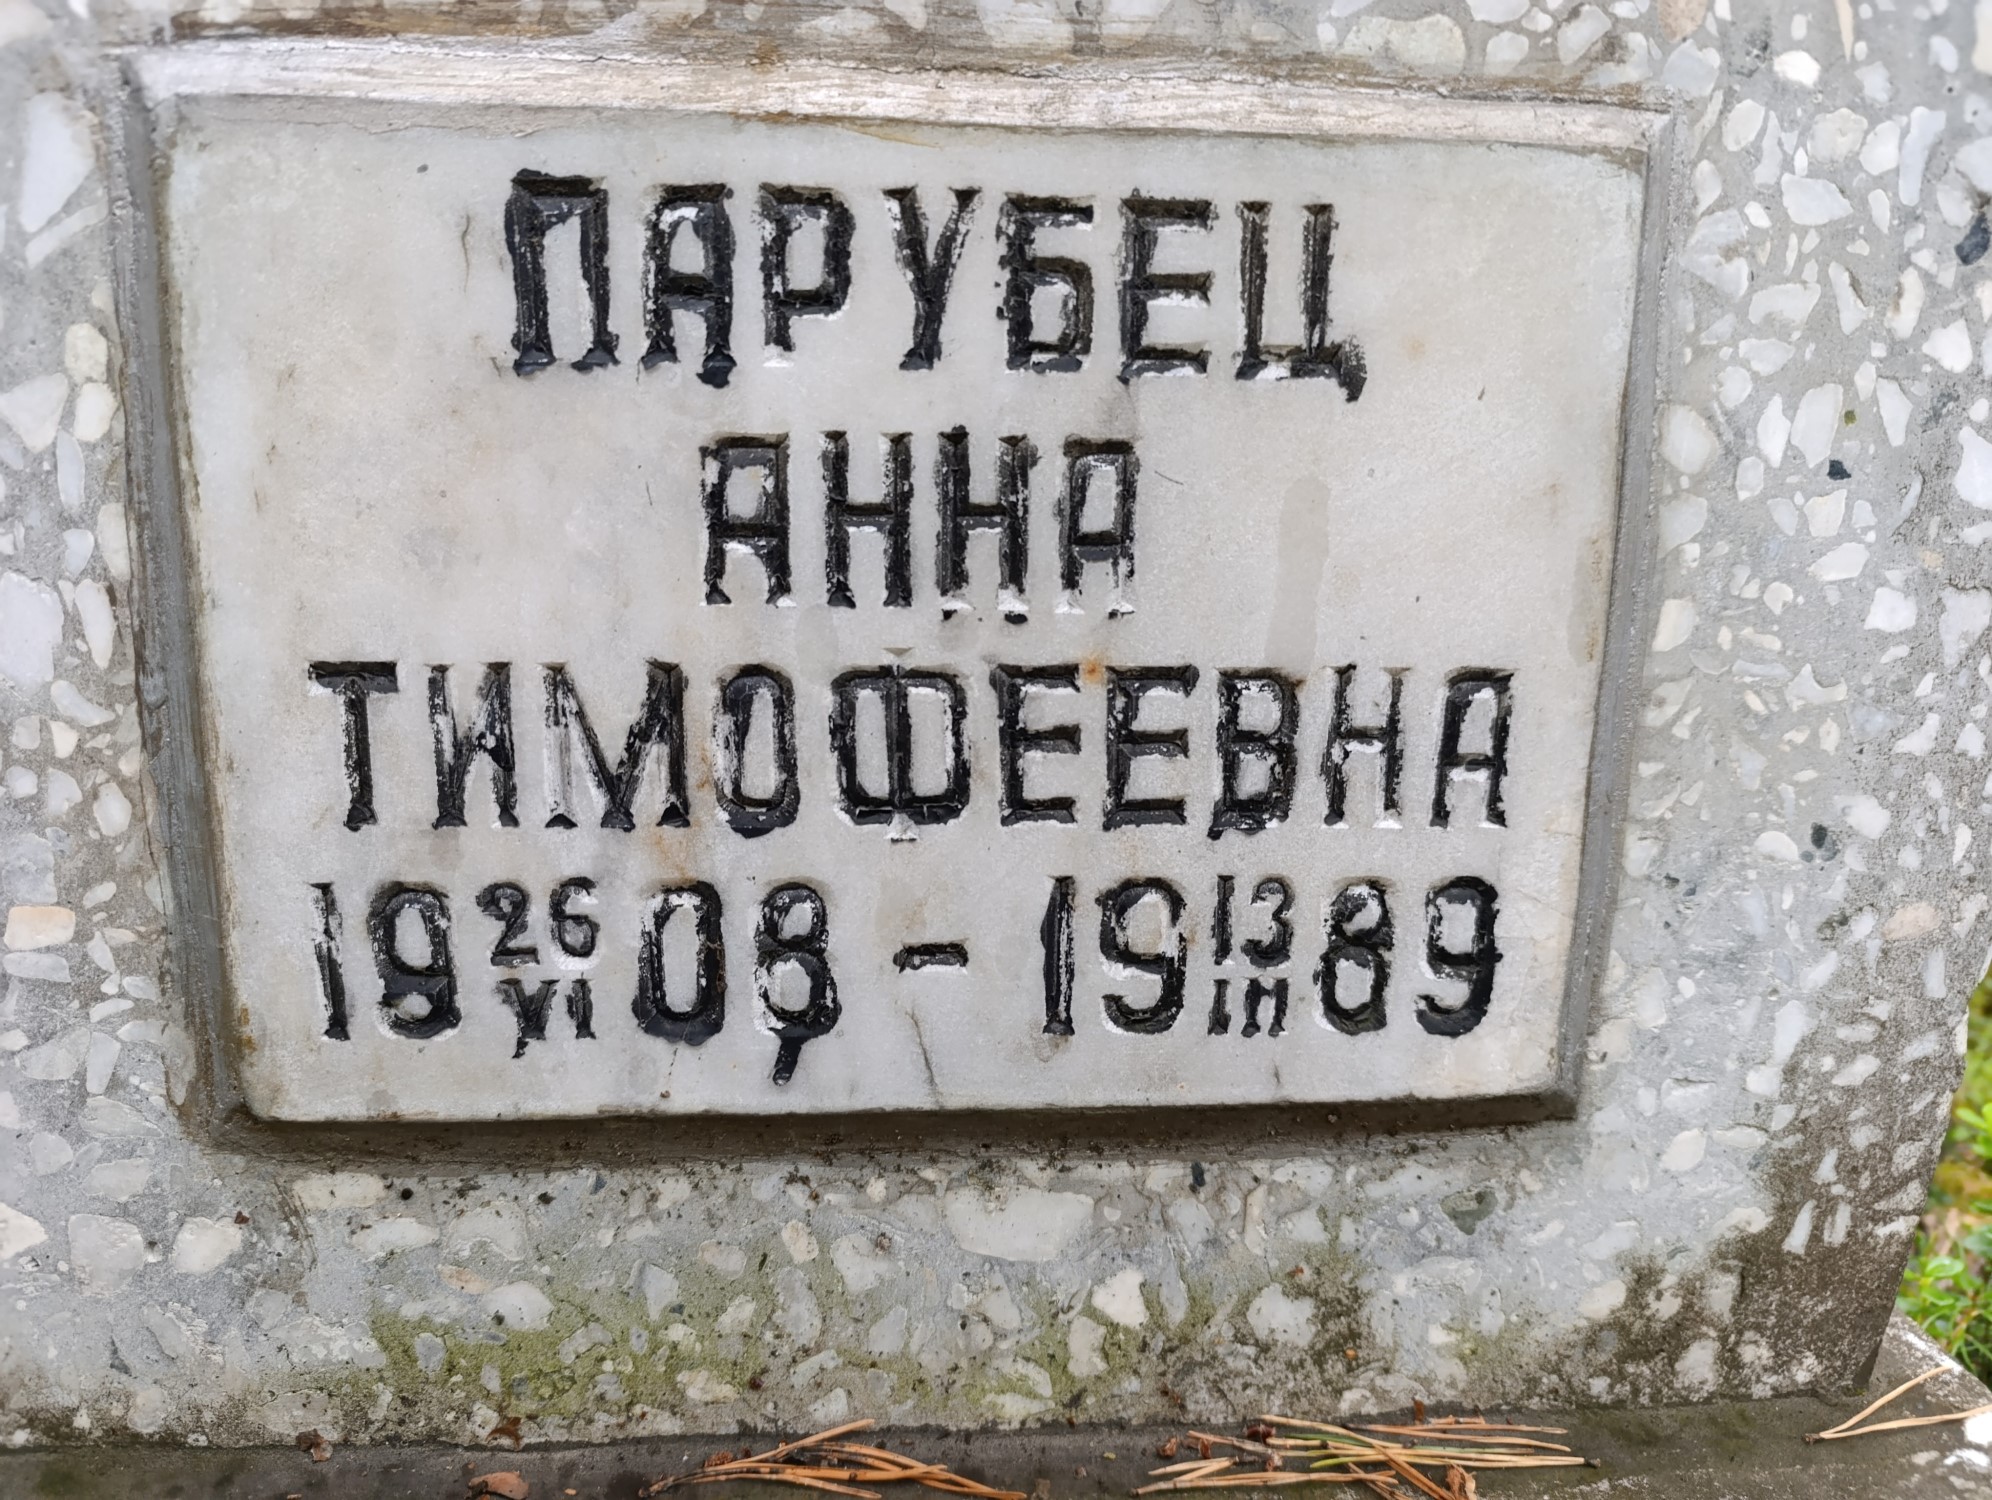 ПАРУБЕЦ
АННА
ТИМОФЕЕВНА
19 26/VI 08 - 19 13/III 89